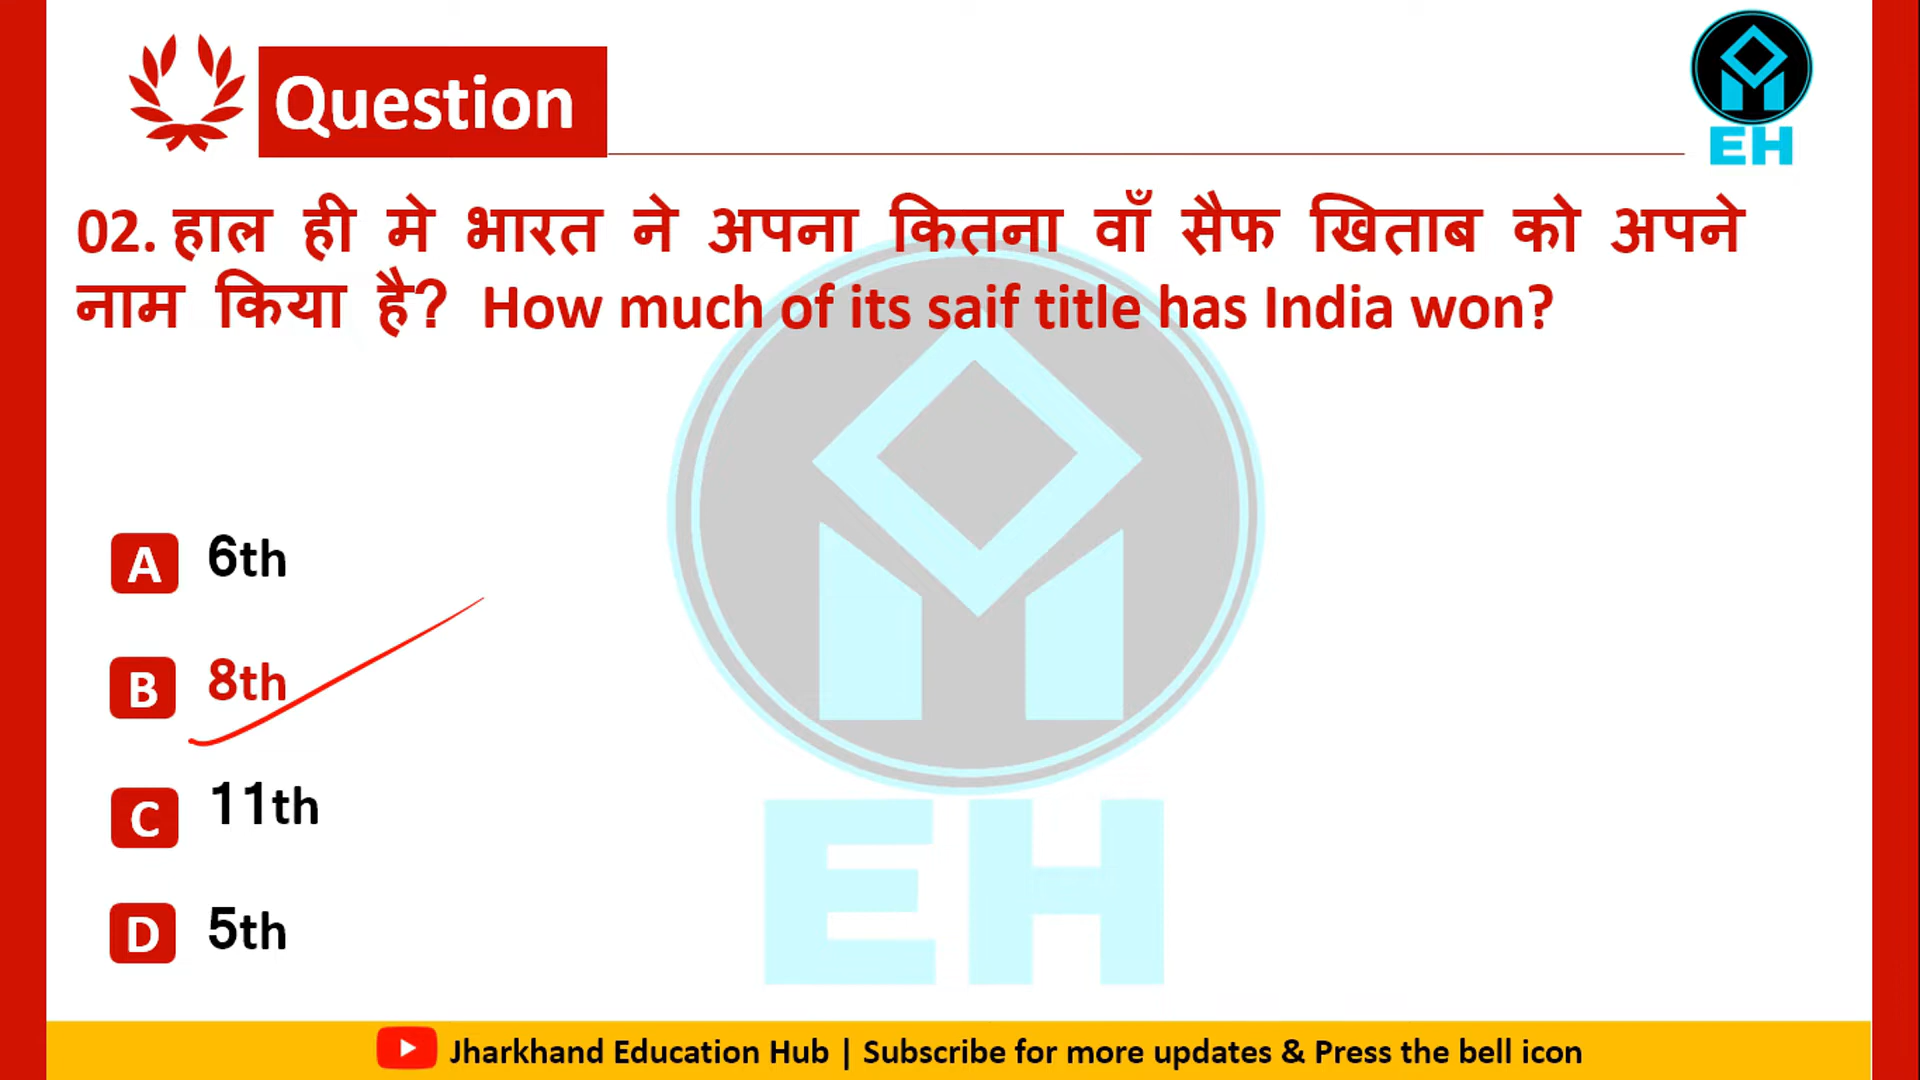 Question
EH
02. हाल ही मे भारत ने अपना कितना वाँ सैफ खिताब को अपने
नाम किया है? How much of its saif title has India won?
A 6th
B 8th
C 11th
D 5th
EH
Jharkhand Education Hub | Subscribe for more updates & Press the bell icon